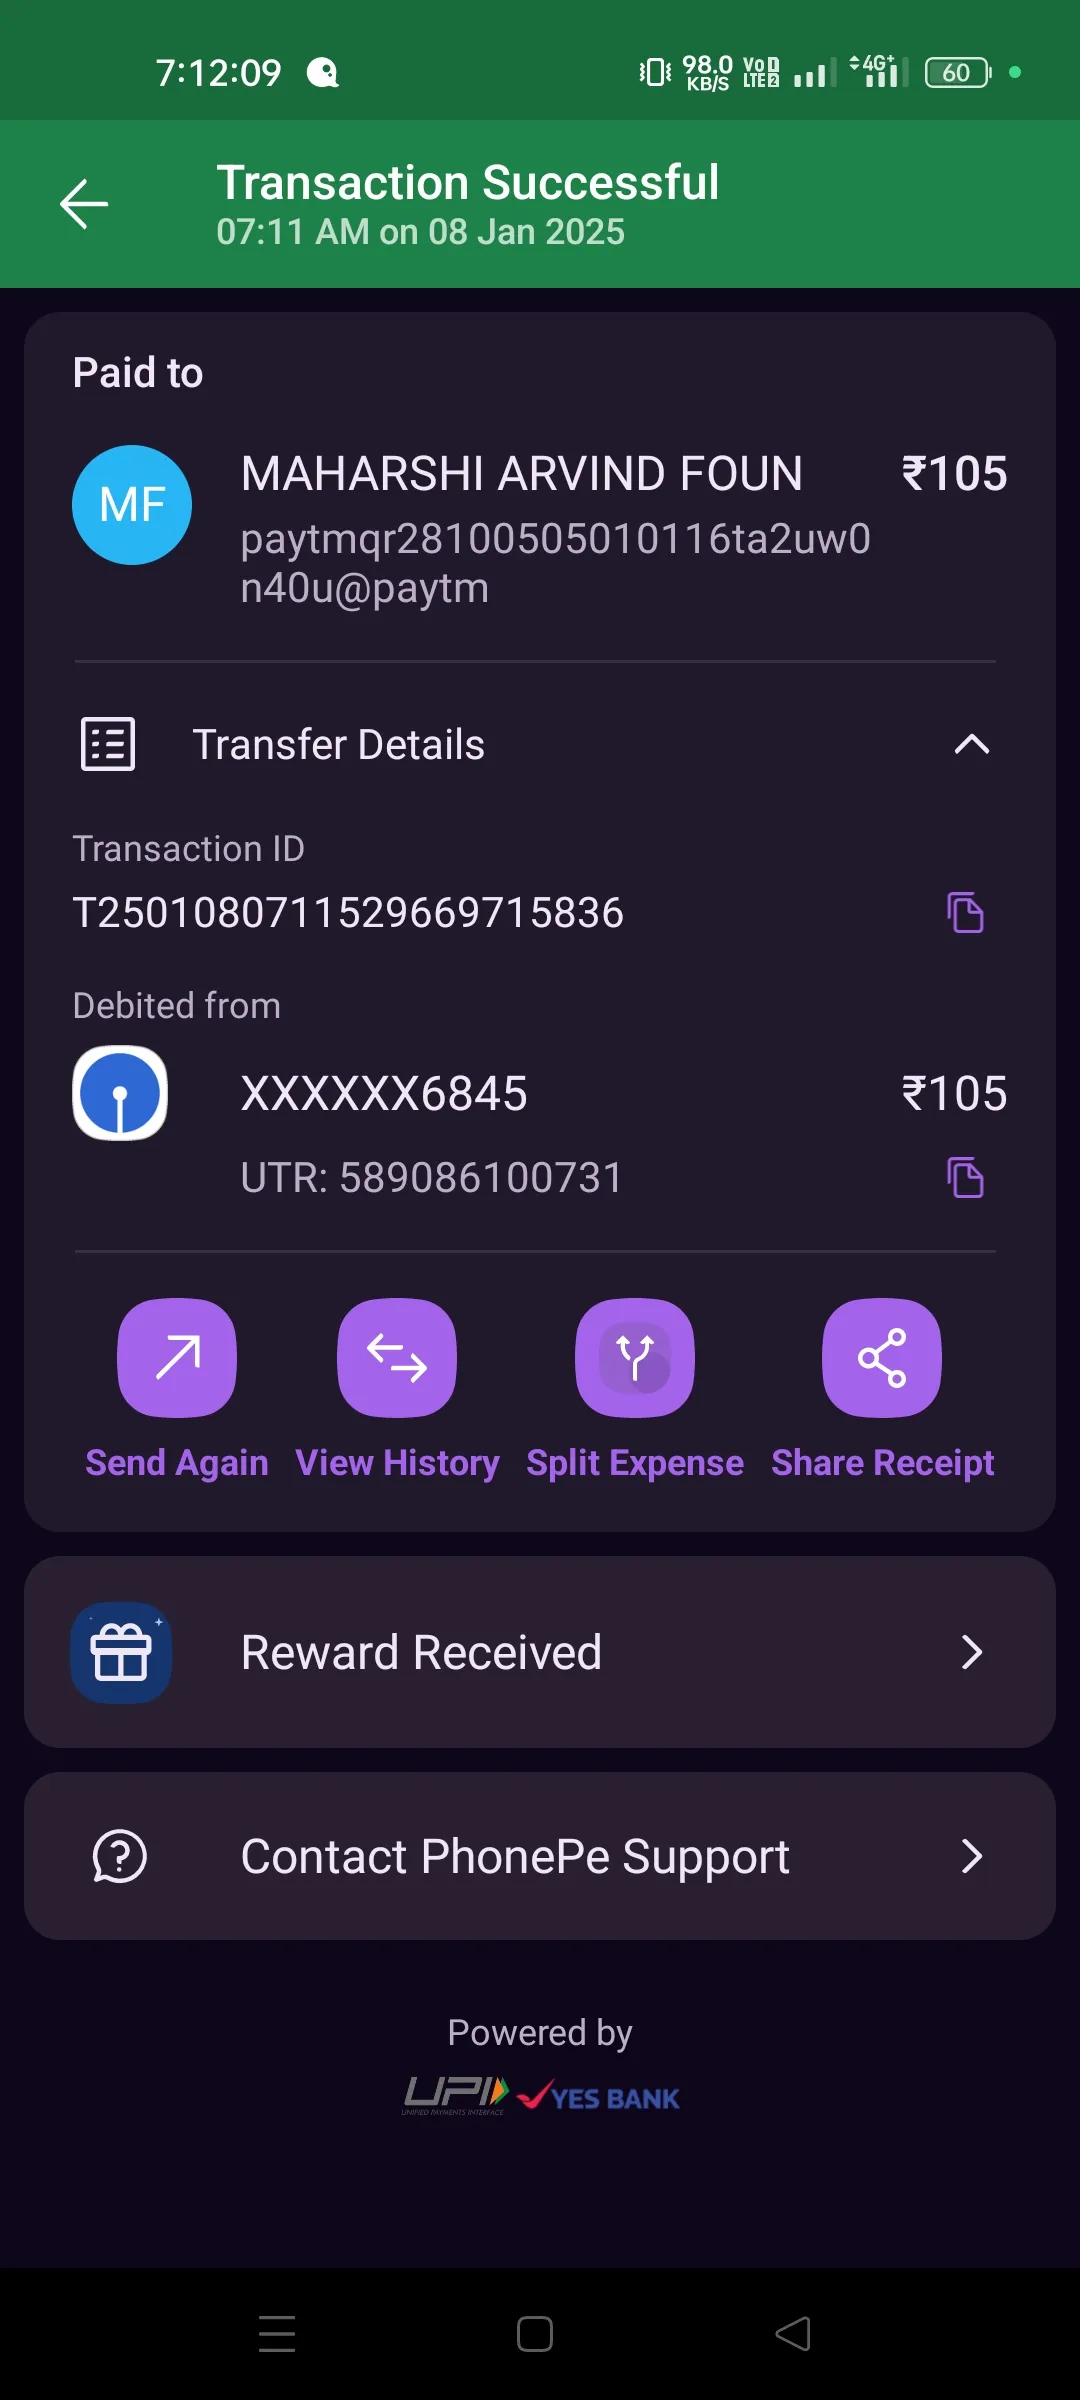 7:12:09
98.0
KB/S
VoD
LTE2
4G+
60
Transaction Successful
07:11 AM on 08 Jan 2025
Paid to
MF
MAHARSHI ARVIND FOUN
₹105
paytmqr28100505010116ta2uw0
n40u@paytm
Transfer Details
Transaction ID
T2501080711529669715836
Debited from
XXXXXX6845
₹105
UTR: 589086100731
Send Again
View History
Split Expense
Share Receipt
Reward Received
Contact PhonePe Support
Powered by
UPI
UNIFIED PAYMENTS INTERFACE
YES BANK